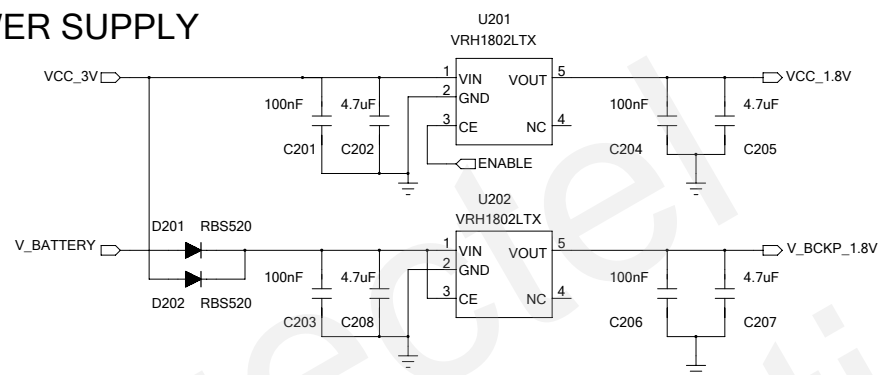 WER SUPPLY
U201
VRH1802LTX
VCC_3V
1 VIN VOUT 5
VCC_1.8V
2 GND
100nF 4.7uF
100nF 4.7uF
3 CE NC 4
C201 C202
C204 C205
ENABLE
U202
D201 RBS520
VRH1802LTX
V_BATTERY
1 VIN VOUT 5
V_BCKP_1.8V
2 GND
100nF 4.7uF
100nF 4.7uF
D202 RBS520
3 CE NC 4
C203 C208
C206 C207